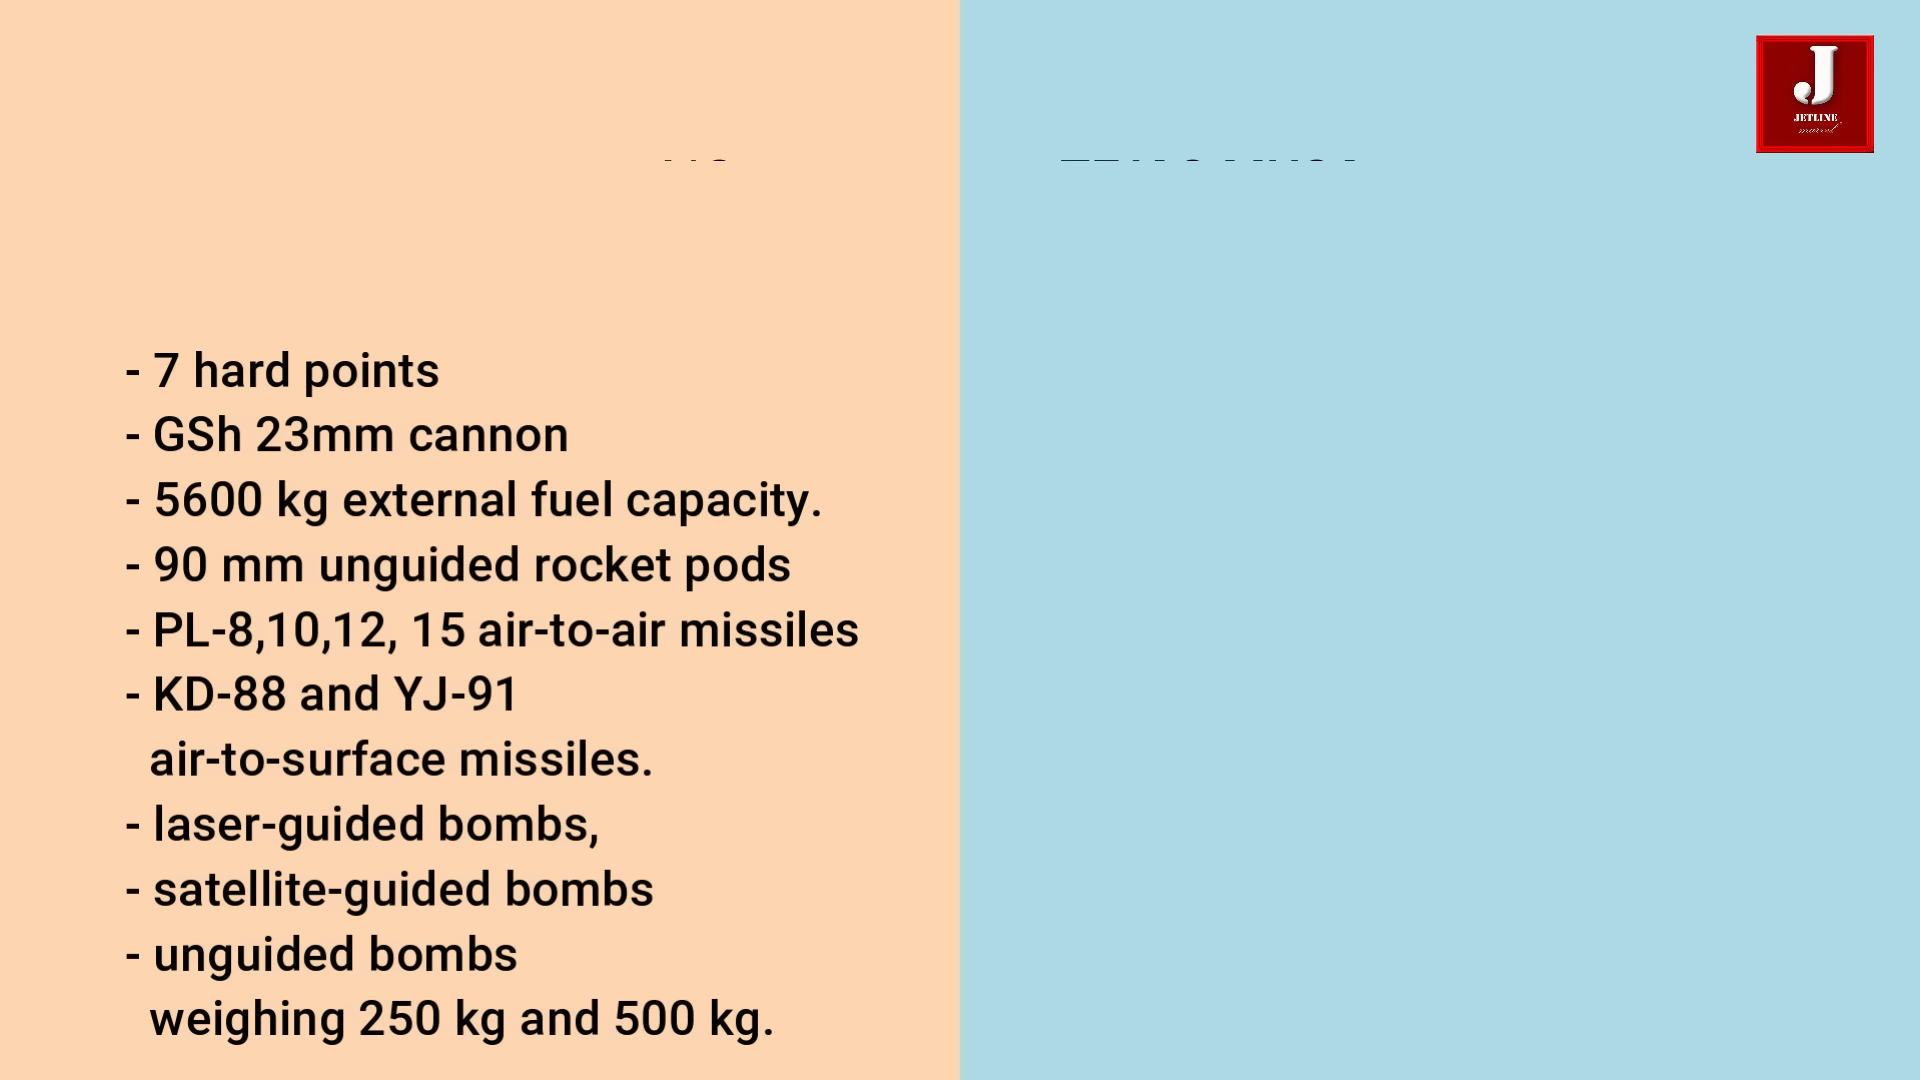 J
JETLINE
- 7 hard points
- GSh 23mm cannon
- 5600 kg external fuel capacity.
- 90 mm unguided rocket pods
- PL-8,10,12, 15 air-to-air missiles
- KD-88 and YJ-91
air-to-surface missiles.
- laser-guided bombs,
- satellite-guided bombs
- unguided bombs
weighing 250 kg and 500 kg.